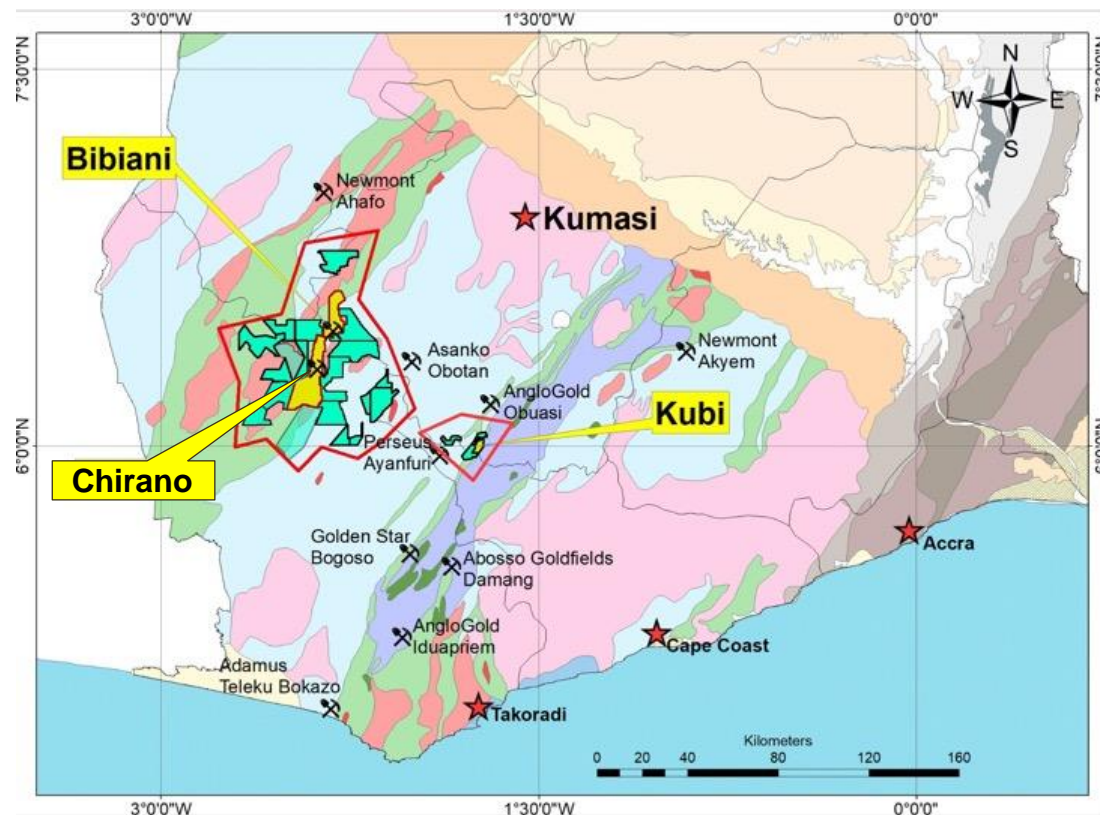 3°0'0"W
1°30'0"W
0°0'0"
7°30'0"N
N
W
E
S
Bibiani
Newmont
Ahafo
Kumasi
Asanko
Obotan
Newmont
Akyem
AngloGold
Obuasi
Kubi
Perseus
Ayanfuri
6°0'0"N
Chirano
Golden Star
Bogoso
Abosso Goldfields
Damang
Accra
AngloGold
Iduapriem
Cape Coast
Adamus
Teleku Bokazo
Takoradi
Kilometers
0 20 40 80 120 160
3°0'0"W
1°30'0"W
0°0'0"